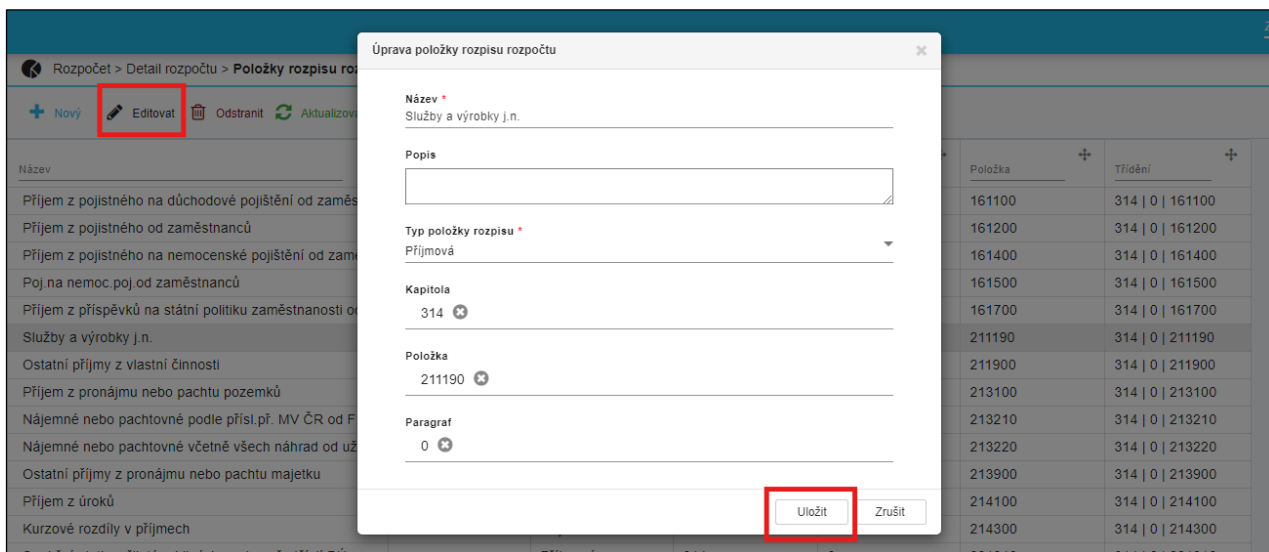 Úprava položky rozpisu rozpočtu
Rozpočet > Detail rozpočtu > Položky rozpisu
Nový Editovat Odstranit
Název *
Služby a výrobky j.n.
Popis
Typ položky rozpisu *
Příjmová
Kapitola
314
Položka
211190
Paragraf
0
Uložit Zrušit
Název Položka Třídění
Příjem z pojistného na důchodové pojištění od 161100 314 | 0 | 161100
Příjem z pojistného od zaměstnanců 161200 314 | 0 | 161200
Příjem z pojistného na nemocenské pojištění od 161400 314 | 0 | 161400
Poj.na nemoc.poj.od zaměstnanců 161500 314 | 0 | 161500
Příjem z příspěvků na státní politiku zaměstnanosti 161700 314 | 0 | 161700
Služby a výrobky j.n. 211190 314 | 0 | 211190
Ostatní příjmy z vlastní činnosti 211900 314 | 0 | 211900
Příjem z pronájmu nebo pachtu pozemků 213100 314 | 0 | 213100
Nájemné nebo pachtovné podle přísl.př. MV ČR od F 213210 314 | 0 | 213210
Nájemné nebo pachtovné včetně všech náhrad od 213220 314 | 0 | 213220
Ostatní příjmy z pronájmu nebo pachtu majetku 213900 314 | 0 | 213900
Příjem z úroků 214100 314 | 0 | 214100
Kurzové rozdíly v příjmech 214300 314 | 0 | 214300